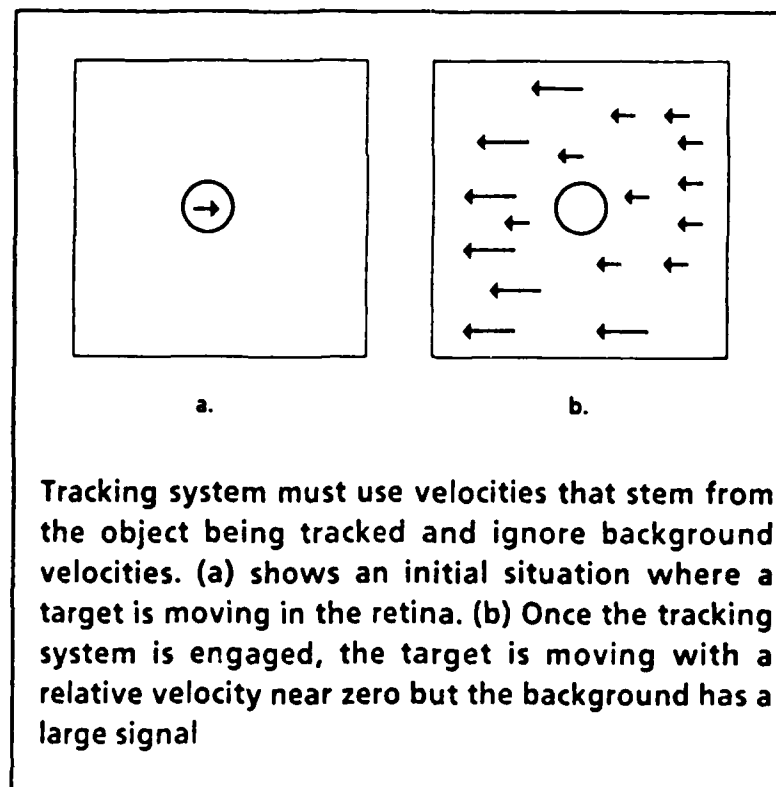 a.
b.
Tracking system must use velocities that stem from
the object being tracked and ignore background
velocities. (a) shows an initial situation where a
target is moving in the retina. (b) Once the tracking
system is engaged, the target is moving with a
relative velocity near zero but the background has a
large signal